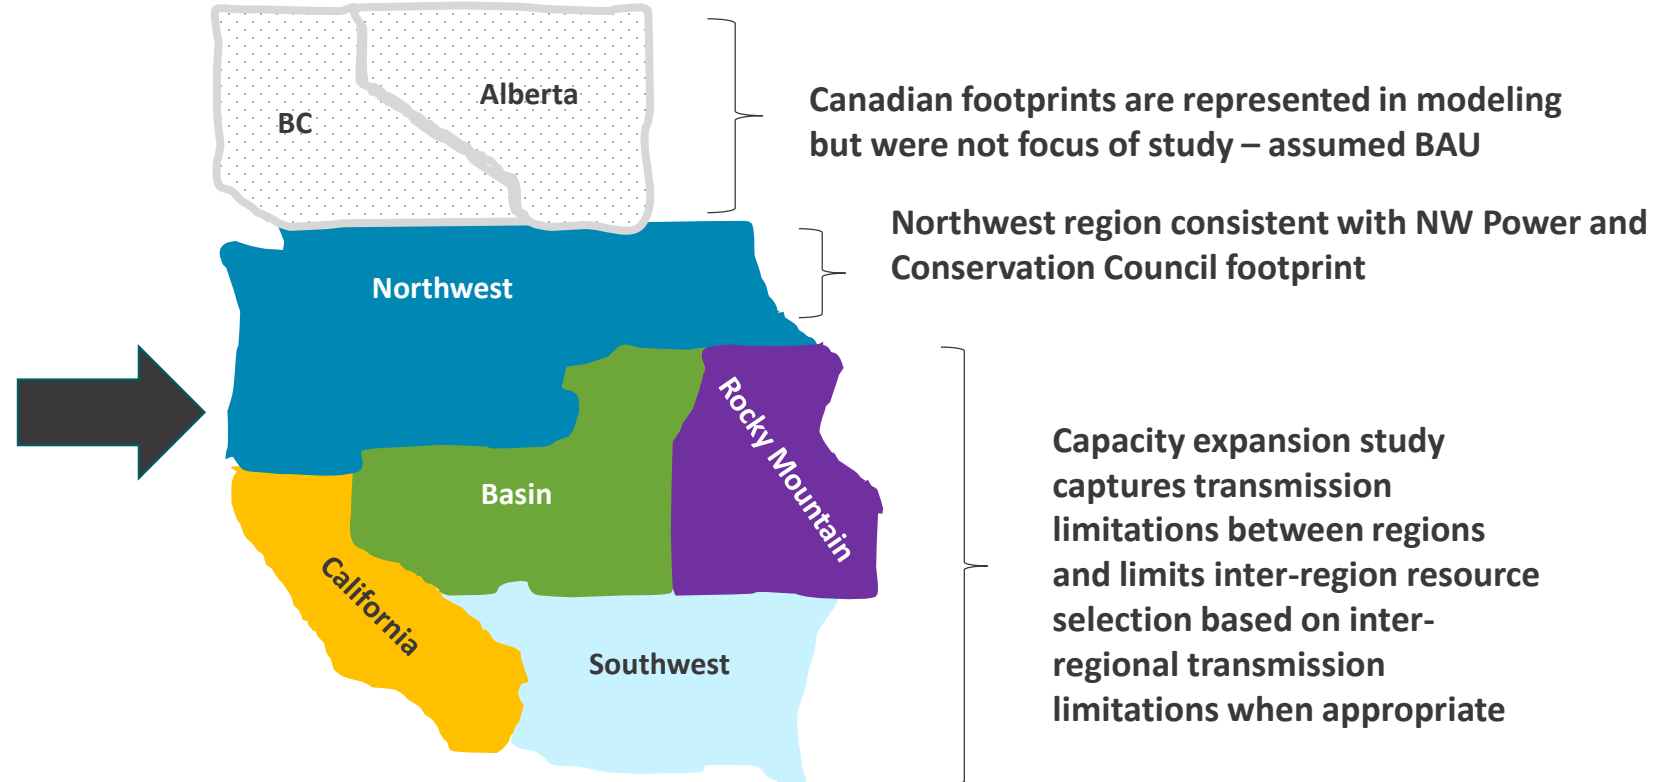 BC
Alberta
Canadian footprints are represented in modeling
but were not focus of study – assumed BAU
Northwest
Northwest region consistent with NW Power and
Conservation Council footprint
Basin
Rocky Mountain
California
Southwest
Capacity expansion study
captures transmission
limitations between regions
and limits inter-region resource
selection based on inter-
regional transmission
limitations when appropriate